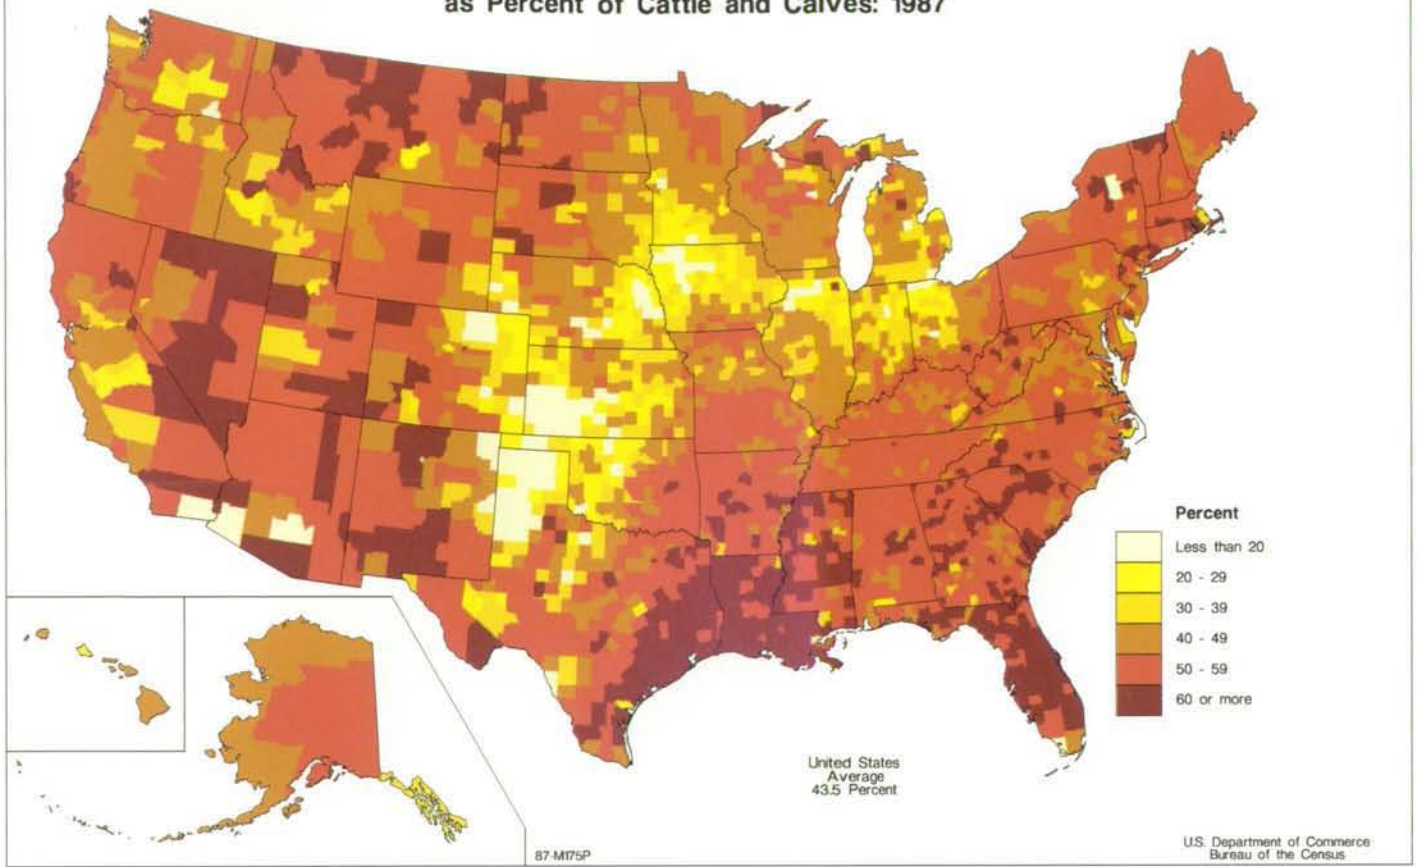 as Percent of Cattle and Calves: 1987
Percent
Less than 20
20 - 29
30 - 39
40 - 49
50 - 59
60 or more
United States
Average
43.5 Percent
87-M175P
U.S. Department of Commerce
Bureau of the Census